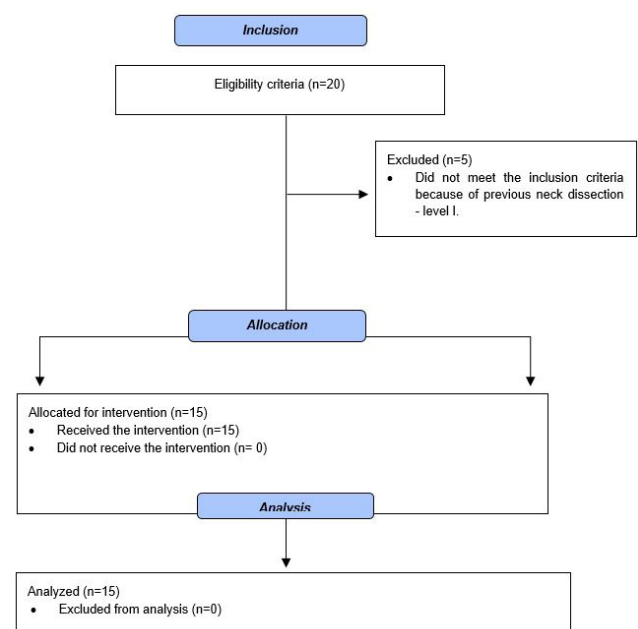 Inclusion
Eligibility criteria (n=20)
Excluded (n=5)
• Did not meet the inclusion criteria
because of previous neck dissection
- level I.
Allocation
Allocated for intervention (n=15)
• Received the intervention (n=15)
• Did not receive the intervention (n= 0)
Analysis
Analyzed (n=15)
• Excluded from analysis (n=0)